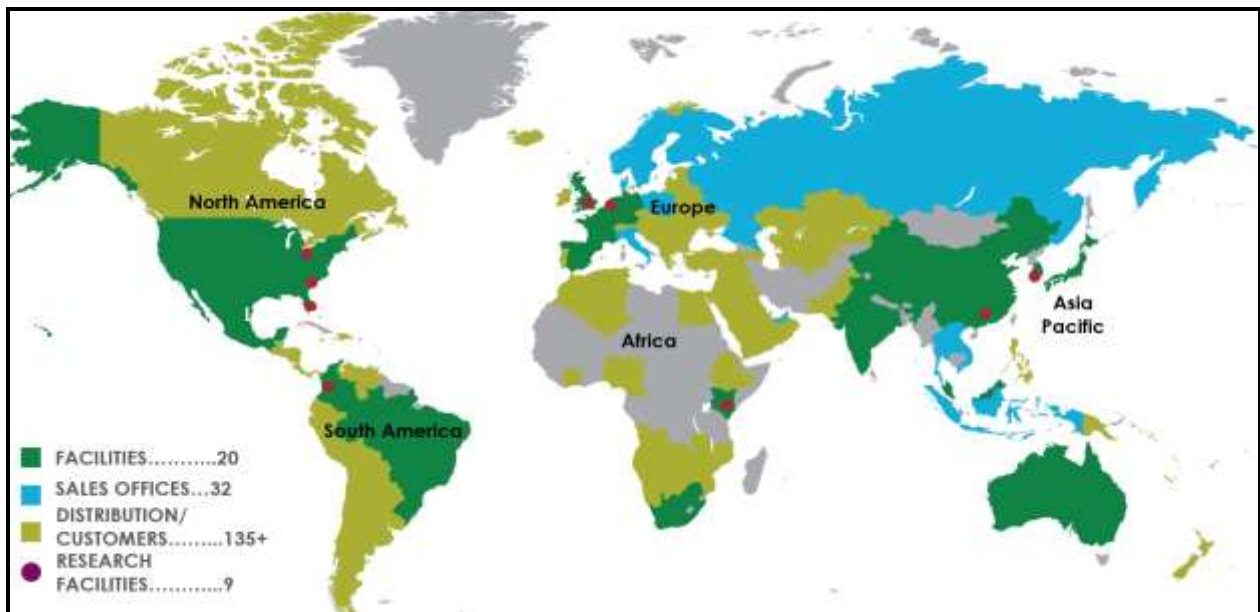 North America
Europe
Asia
Pacific
Africa
South America
FACILITIES...........20
SALES OFFICES...32
DISTRIBUTION/
CUSTOMERS.........135+
RESEARCH
FACILITIES............9